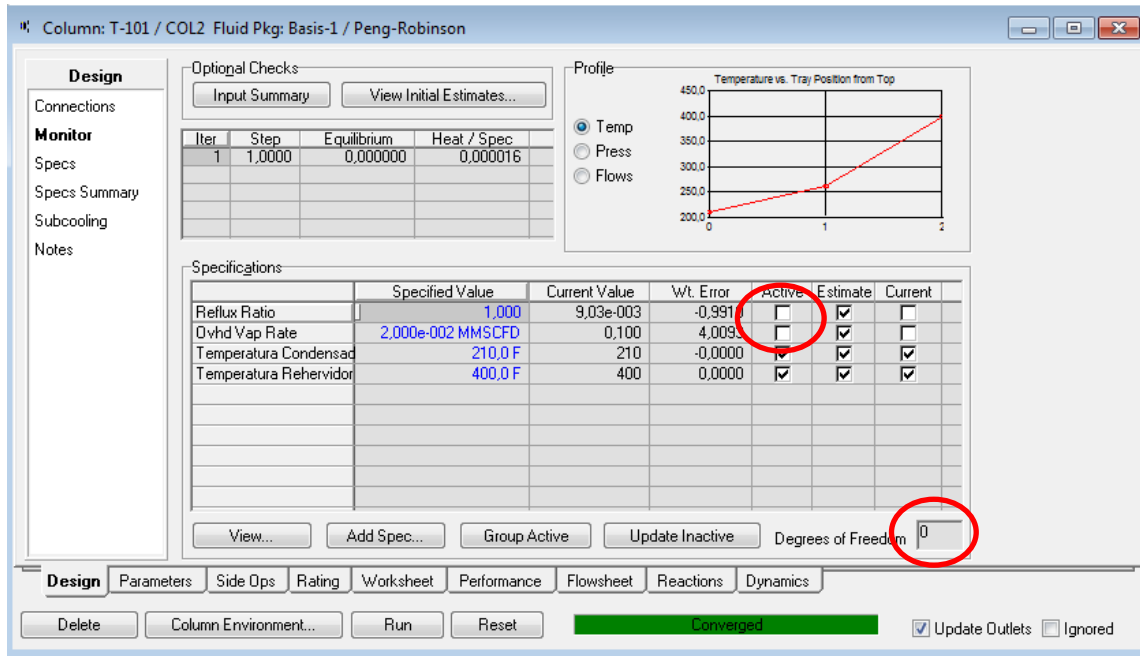 Column: T-101 / COL2 Fluid Pkg: Basis-1 / Peng-Robinson
Design
Connections
Monitor
Specs
Specs Summary
Subcooling
Notes
Optional Checks
Input Summary View Initial Estimates...
Iter Step Equilibrium Heat / Spec
1 1,0000 0,000000 0,000016
Profile
Temp
Press
Flows
Temperature vs. Tray Position from Top
450,0
400,0
350,0
300,0
250,0
200,0
0 1 2
Specifications
Specified Value Current Value Wt. Error Active Estimate Current
Reflux Ratio 1,000 9,03e-003 -0,9910
Ovhd Vap Rate 2,000e-002 MMSCFD 0,100 4,0093
Temperatura Condensad 210,0 F 210 -0,0000
Temperatura Rehervidor 400,0 F 400 0,0000
View... Add Spec... Group Active Update Inactive Degrees of Freedom 0
Design Parameters Side Ops Rating Worksheet Performance Flowsheet Reactions Dynamics
Delete Column Environment... Run Reset Converged Update Outlets Ignored